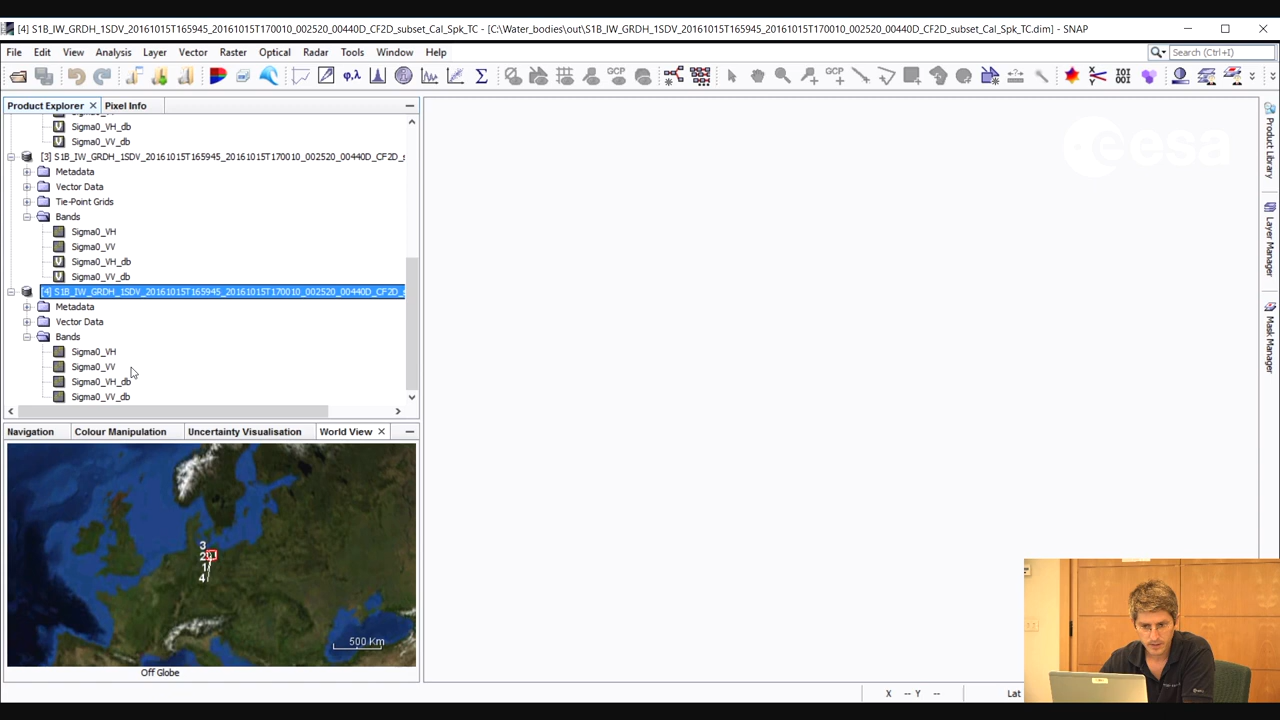 [4] S1B_IW_GRDH_1SDV_20161015T165945_20161015T170010_002520_00440D_CF2D_subset_Cal_Spk_TC - [C:\Water_bodies\out\S1B_IW_GRDH_1SDV_20161015T165945_20161015T170010_002520_00440D_CF2D_subset_Cal_Spk_TC.dim] - SNAP
File Edit View Analysis Layer Vector Raster Optical Radar Tools Window Help
Search (Ctrl+I)
Product Explorer Pixel Info
Sigma0_VH_db
Sigma0_VV_db
[3] S1B_IW_GRDH_1SDV_20161015T165945_20161015T170010_002520_00440D_CF2D_s
Metadata
Vector Data
Tie-Point Grids
Bands
Sigma0_VH
Sigma0_VV
Sigma0_VH_db
Sigma0_VV_db
[4] S1B_IW_GRDH_1SDV_20161015T165945_20161015T170010_002520_00440D_CF2D_s
Metadata
Vector Data
Bands
Sigma0_VH
Sigma0_VV
Sigma0_VH_db
Sigma0_VV_db
Navigation Colour Manipulation Uncertainty Visualisation World View
3
2
1
4
500 Km
Off Globe
esa
Product Library
Layer Manager
Mask Manager
X -- Y -- Lat